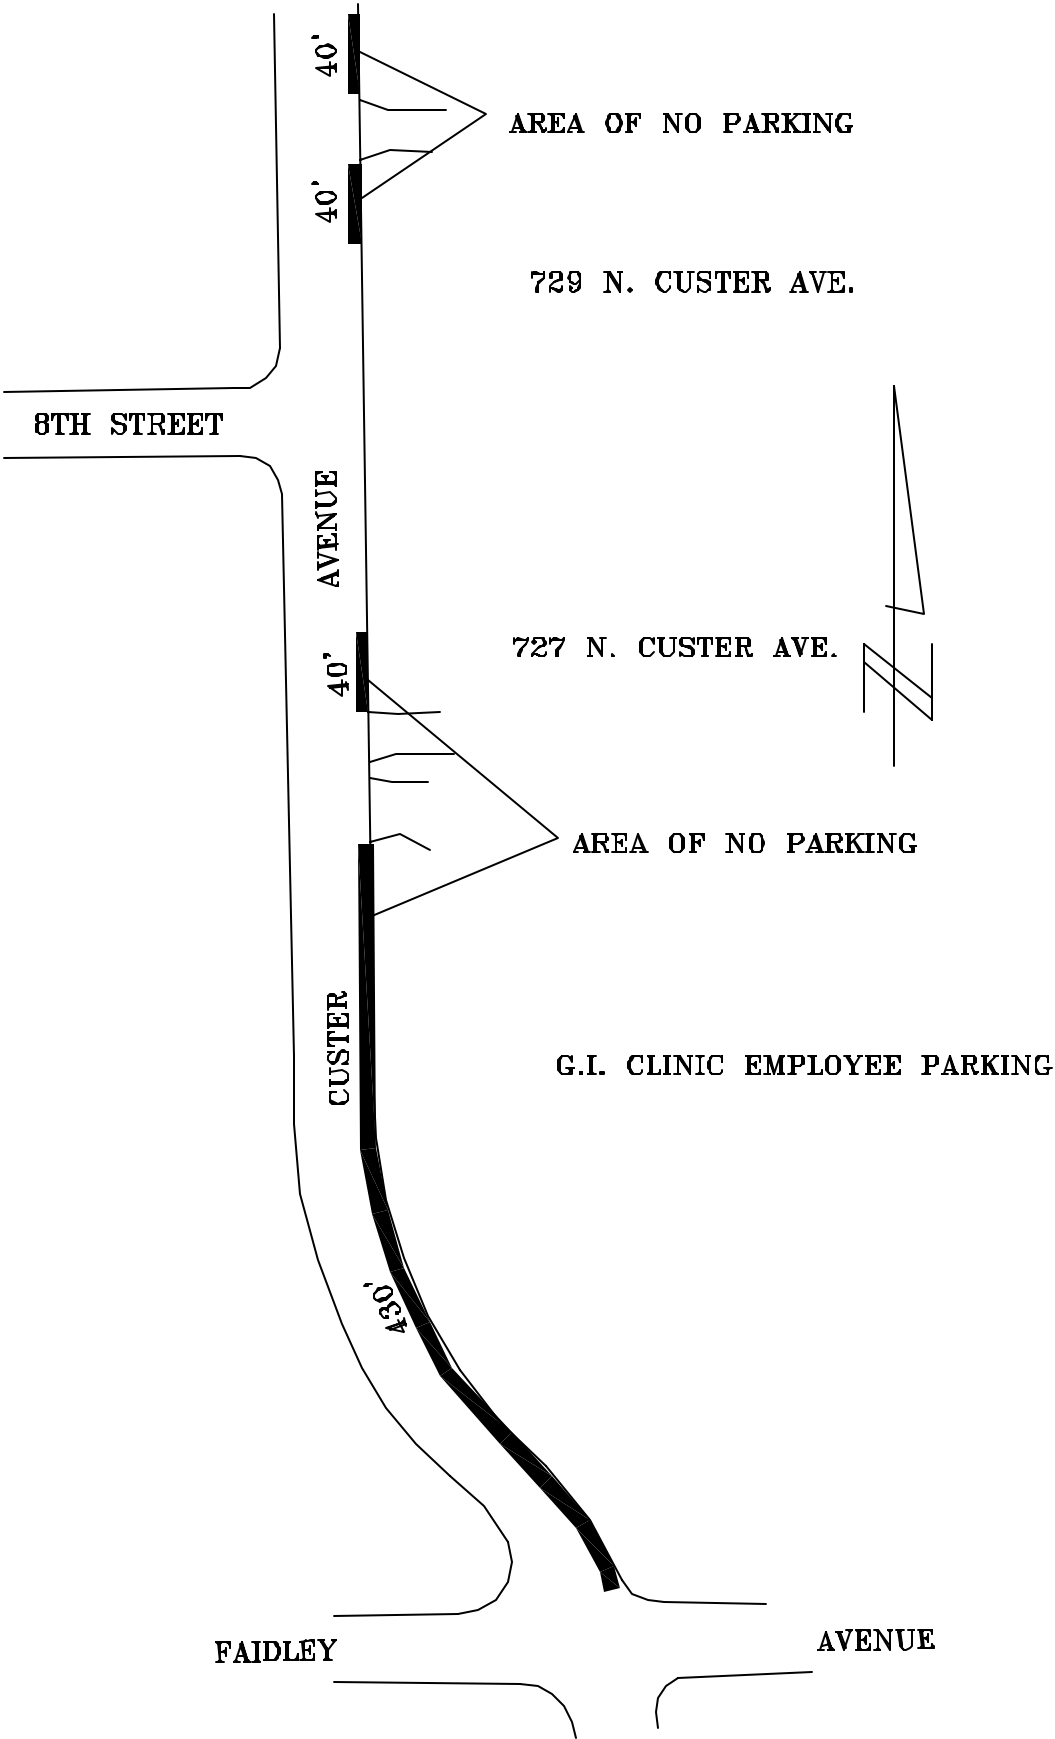 40'
AREA OF NO PARKING
40'
729 N. CUSTER AVE.
8TH STREET
AVENUE
727 N. CUSTER AVE.
40'
N
AREA OF NO PARKING
CUSTER
G.I. CLINIC EMPLOYEE PARKING
430'
FAIDLEY AVENUE